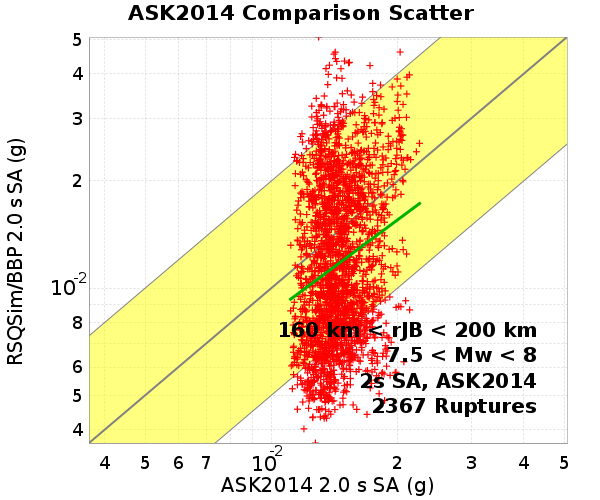 ASK2014 Comparison Scatter
RSQSim/BBP 2.0 s SA (g)
5
4
3
2
10⁻²
8
6
5
4
160 km < rJB < 200 km
7.5 < Mw < 8
2s SA, ASK2014
2367 Ruptures
4 5 6 7 10⁻² 2 3 4 5
ASK2014 2.0 s SA (g)